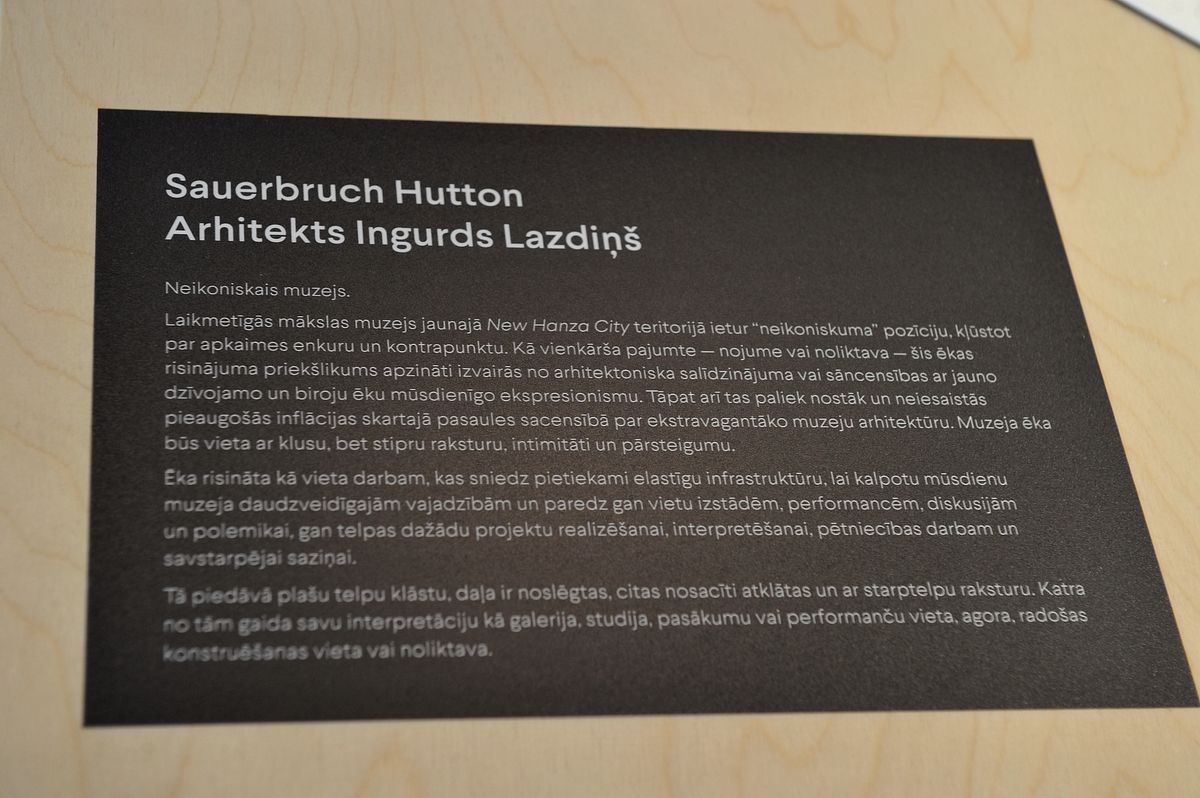 Sauerbruch Hutton
Arhitekts Ingurds Lazdiņš
Neikoniskais muzejs.
Laikmetīgās mākslas muzejs jaunajā New Hanza City teritorijā ietur “neikoniskuma” pozīciju, kļūstot
par apkaimes enkuru un kontrapunktu. Kā vienkārša pajumte — nojume vai noliktava — šis ēkas
risinājuma priekšlikums apzināti izvairās no arhitektoniska salīdzinājuma vai sāncensības ar jauno
dzīvojamo un biroju ēku mūsdienīgo ekspresionismu. Tāpat arī tas paliek nostāk un neiesaistās
pieaugošās inflācijas skartajā pasaules sacensībā par ekstravagantāko muzeju arhitektūru. Muzeja ēka
būs vieta ar klusu, bet stipru raksturu, intimitāti un pārsteigumu.
Ēka risināta kā vieta darbam, kas sniedz pietiekami elastīgu infrastruktūru, lai kalpotu mūsdienu
muzeja daudzveidīgajām vajadzībām un paredz gan vietu izstādēm, performancēm, diskusijām
un polemikai, gan telpas dažādu projektu realizēšanai, interpretēšanai, pētniecības darbam un
savstarpējai saziņai.
Tā piedāvā plašu telpu klāstu, daļa ir noslēgtas, citas nosacīti atklātas un ar starptelpu raksturu. Katra
no tām gaida savu interpretāciju kā galerija, studija, pasākumu vai performanču vieta, agora, radošas
konstruēšanas vieta vai noliktava.